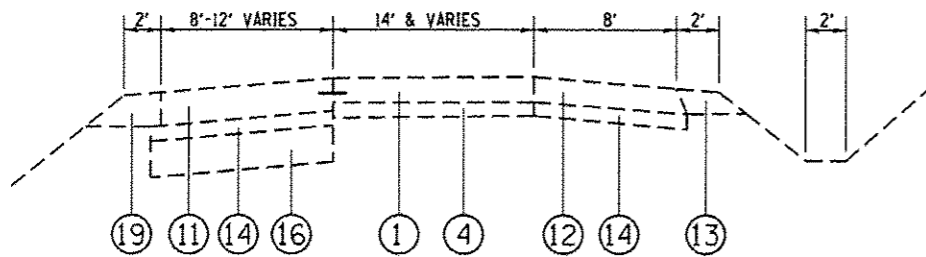 2' 8'-12' VARIES 14' & VARIES 8' 2' 2'
19 11 14 16 1 4 12 14 13